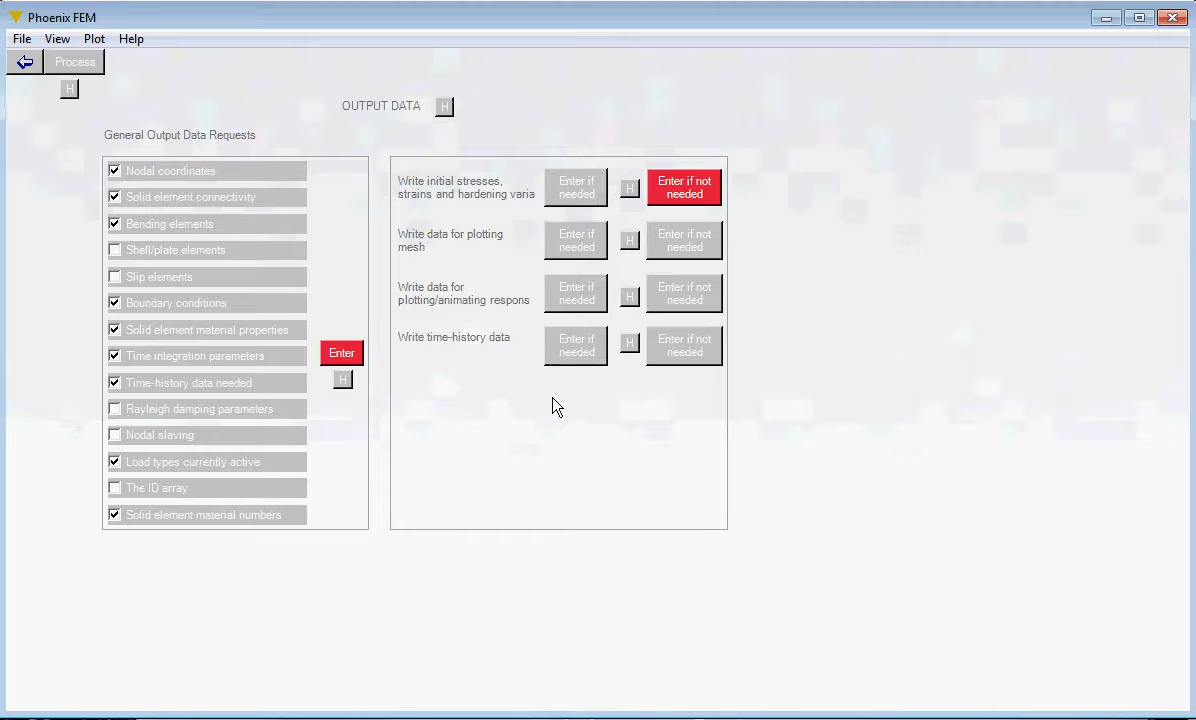 Phoenix FEM
File View Plot Help
Process
H
OUTPUT DATA H
General Output Data Requests
Nodal coordinates
Solid element connectivity
Bending elements
Shell/plate elements
Slip elements
Boundary conditions
Solid element material properties
Time integration parameters
Time-history data needed
Rayleigh damping parameters
Nodal slaving
Load types currently active
The ID array
Solid element material numbers
Enter
H
Write initial stresses,
strains and hardening varia
Enter if
needed
H
Enter if not
needed
Write data for plotting
mesh
Enter if
needed
H
Enter if not
needed
Write data for
plotting/animating respons
Enter if
needed
H
Enter if not
needed
Write time-history data
Enter if
needed
H
Enter if not
needed